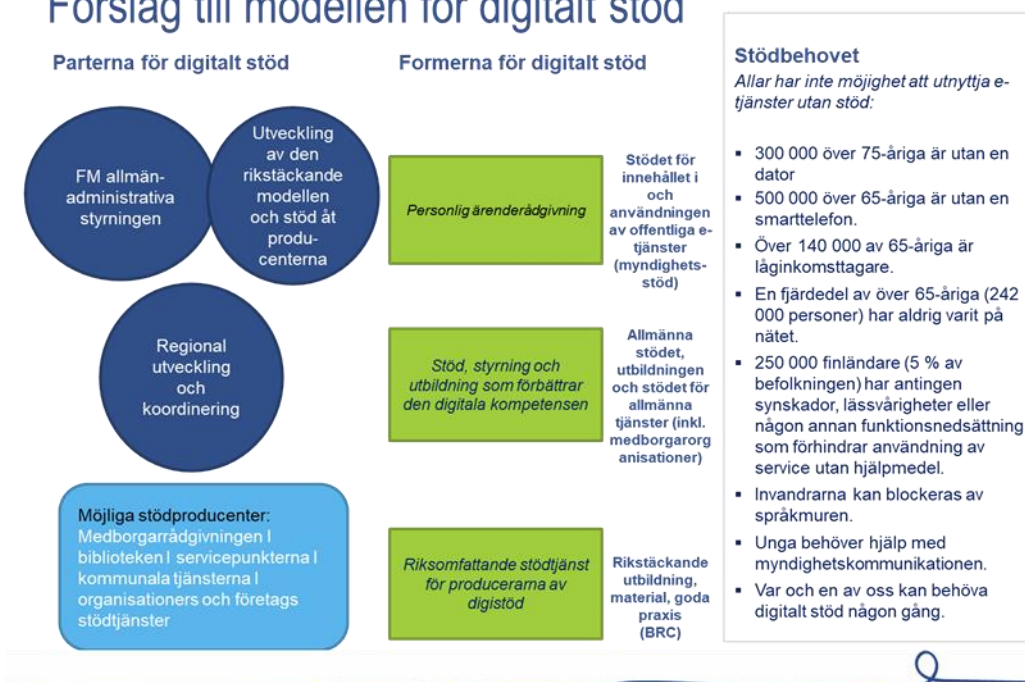 Förslag till modellen för digitalt stöd
Parterna för digitalt stöd
FM allmän-
administrativa
styrningen
Utveckling
av den
rikstäckande
modellen
och stöd åt
produ-
centerna
Regional
utveckling
och
koordinering
Möjliga stödproducenter:
Medborgarrådgivningen I
biblioteken I servicepunkterna I
kommunala tjänsterna I
organisationers och företags
stödtjänster
Formerna för digitalt stöd
Personlig ärenderådgivning
Stödet för
innehållet i
och
användningen
av offentliga e-
tjänster
(myndighets-
stöd)
Stöd, styrning och
utbildning som förbättrar
den digitala kompetensen
Allmänna
stödet,
utbildningen
och stödet för
allmänna
tjänster (inkl.
medborgarorg
anisationer)
Riksomfattande stödtjänst
för producerarna av
digistöd
Rikstäckande
utbildning,
material, goda
praxis
(BRC)
Stödbehovet
Allar har inte möjighet att utnyttja e-
tjänster utan stöd:
▪ 300 000 över 75-åriga är utan en
dator
▪ 500 000 över 65-åriga är utan en
smarttelefon.
▪ Över 140 000 av 65-åriga är
låginkomsttagare.
▪ En fjärdedel av över 65-åriga (242
000 personer) har aldrig varit på
nätet.
▪ 250 000 finländare (5 % av
befolkningen) har antingen
synskador, lässvårigheter eller
någon annan funktionsnedsättning
som förhindrar användning av
service utan hjälpmedel.
▪ Invandrarna kan blockeras av
språkmuren.
▪ Unga behöver hjälp med
myndighetskommunikationen.
▪ Var och en av oss kan behöva
digitalt stöd någon gång.